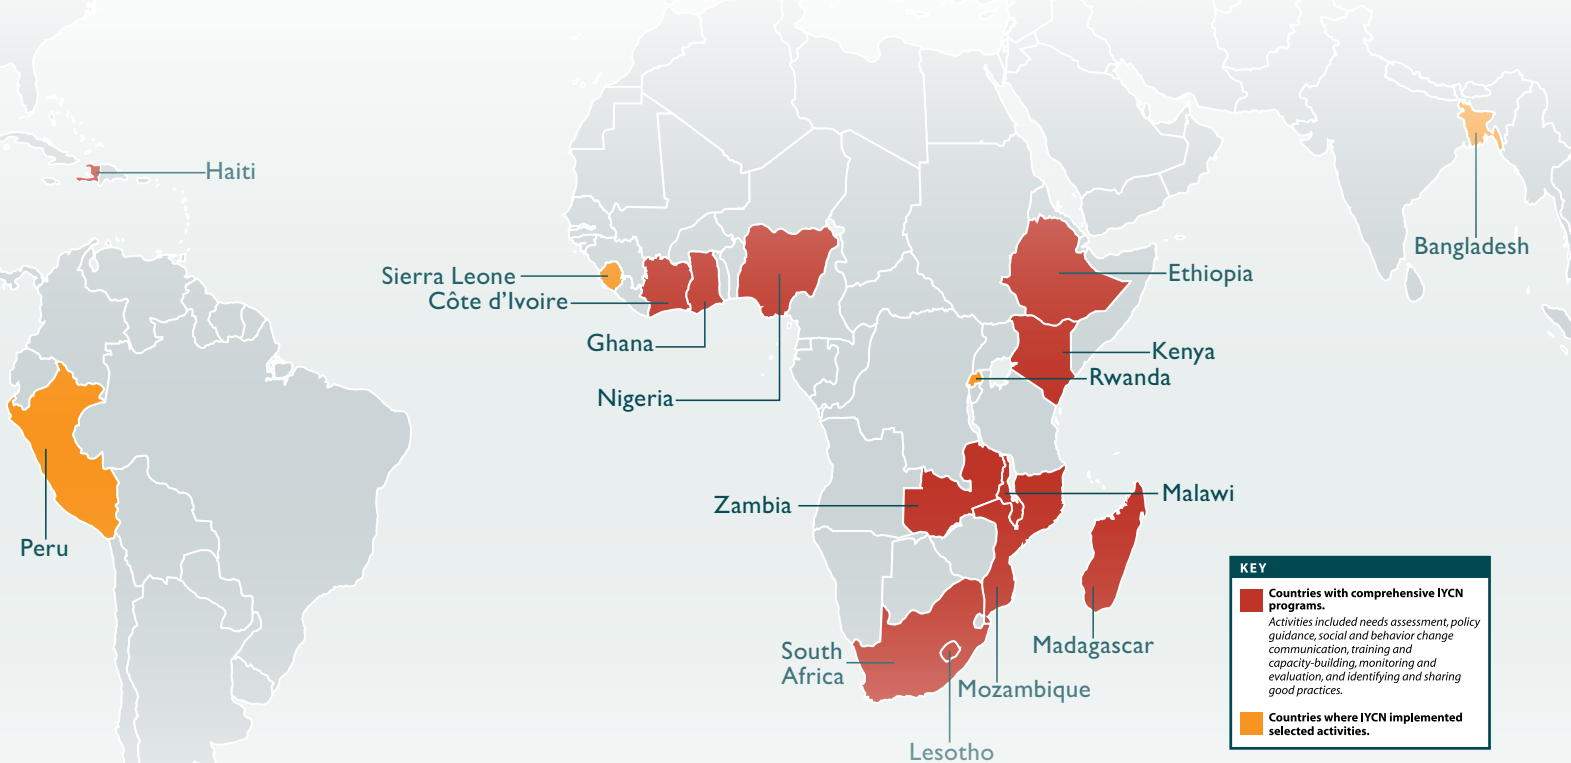 Haiti
Bangladesh
Sierra Leone
Côte d’Ivoire
Ethiopia
Ghana
Kenya
Rwanda
Nigeria
Zambia
Malawi
Peru
South
Africa
Madagascar
Mozambique
Lesotho
KEY
Countries with comprehensive IYCN
programs.
Activities included needs assessment, policy
guidance, social and behavior change
communication, training and
capacity-building, monitoring and
evaluation, and identifying and sharing
good practices.
Countries where IYCN implemented
selected activities.